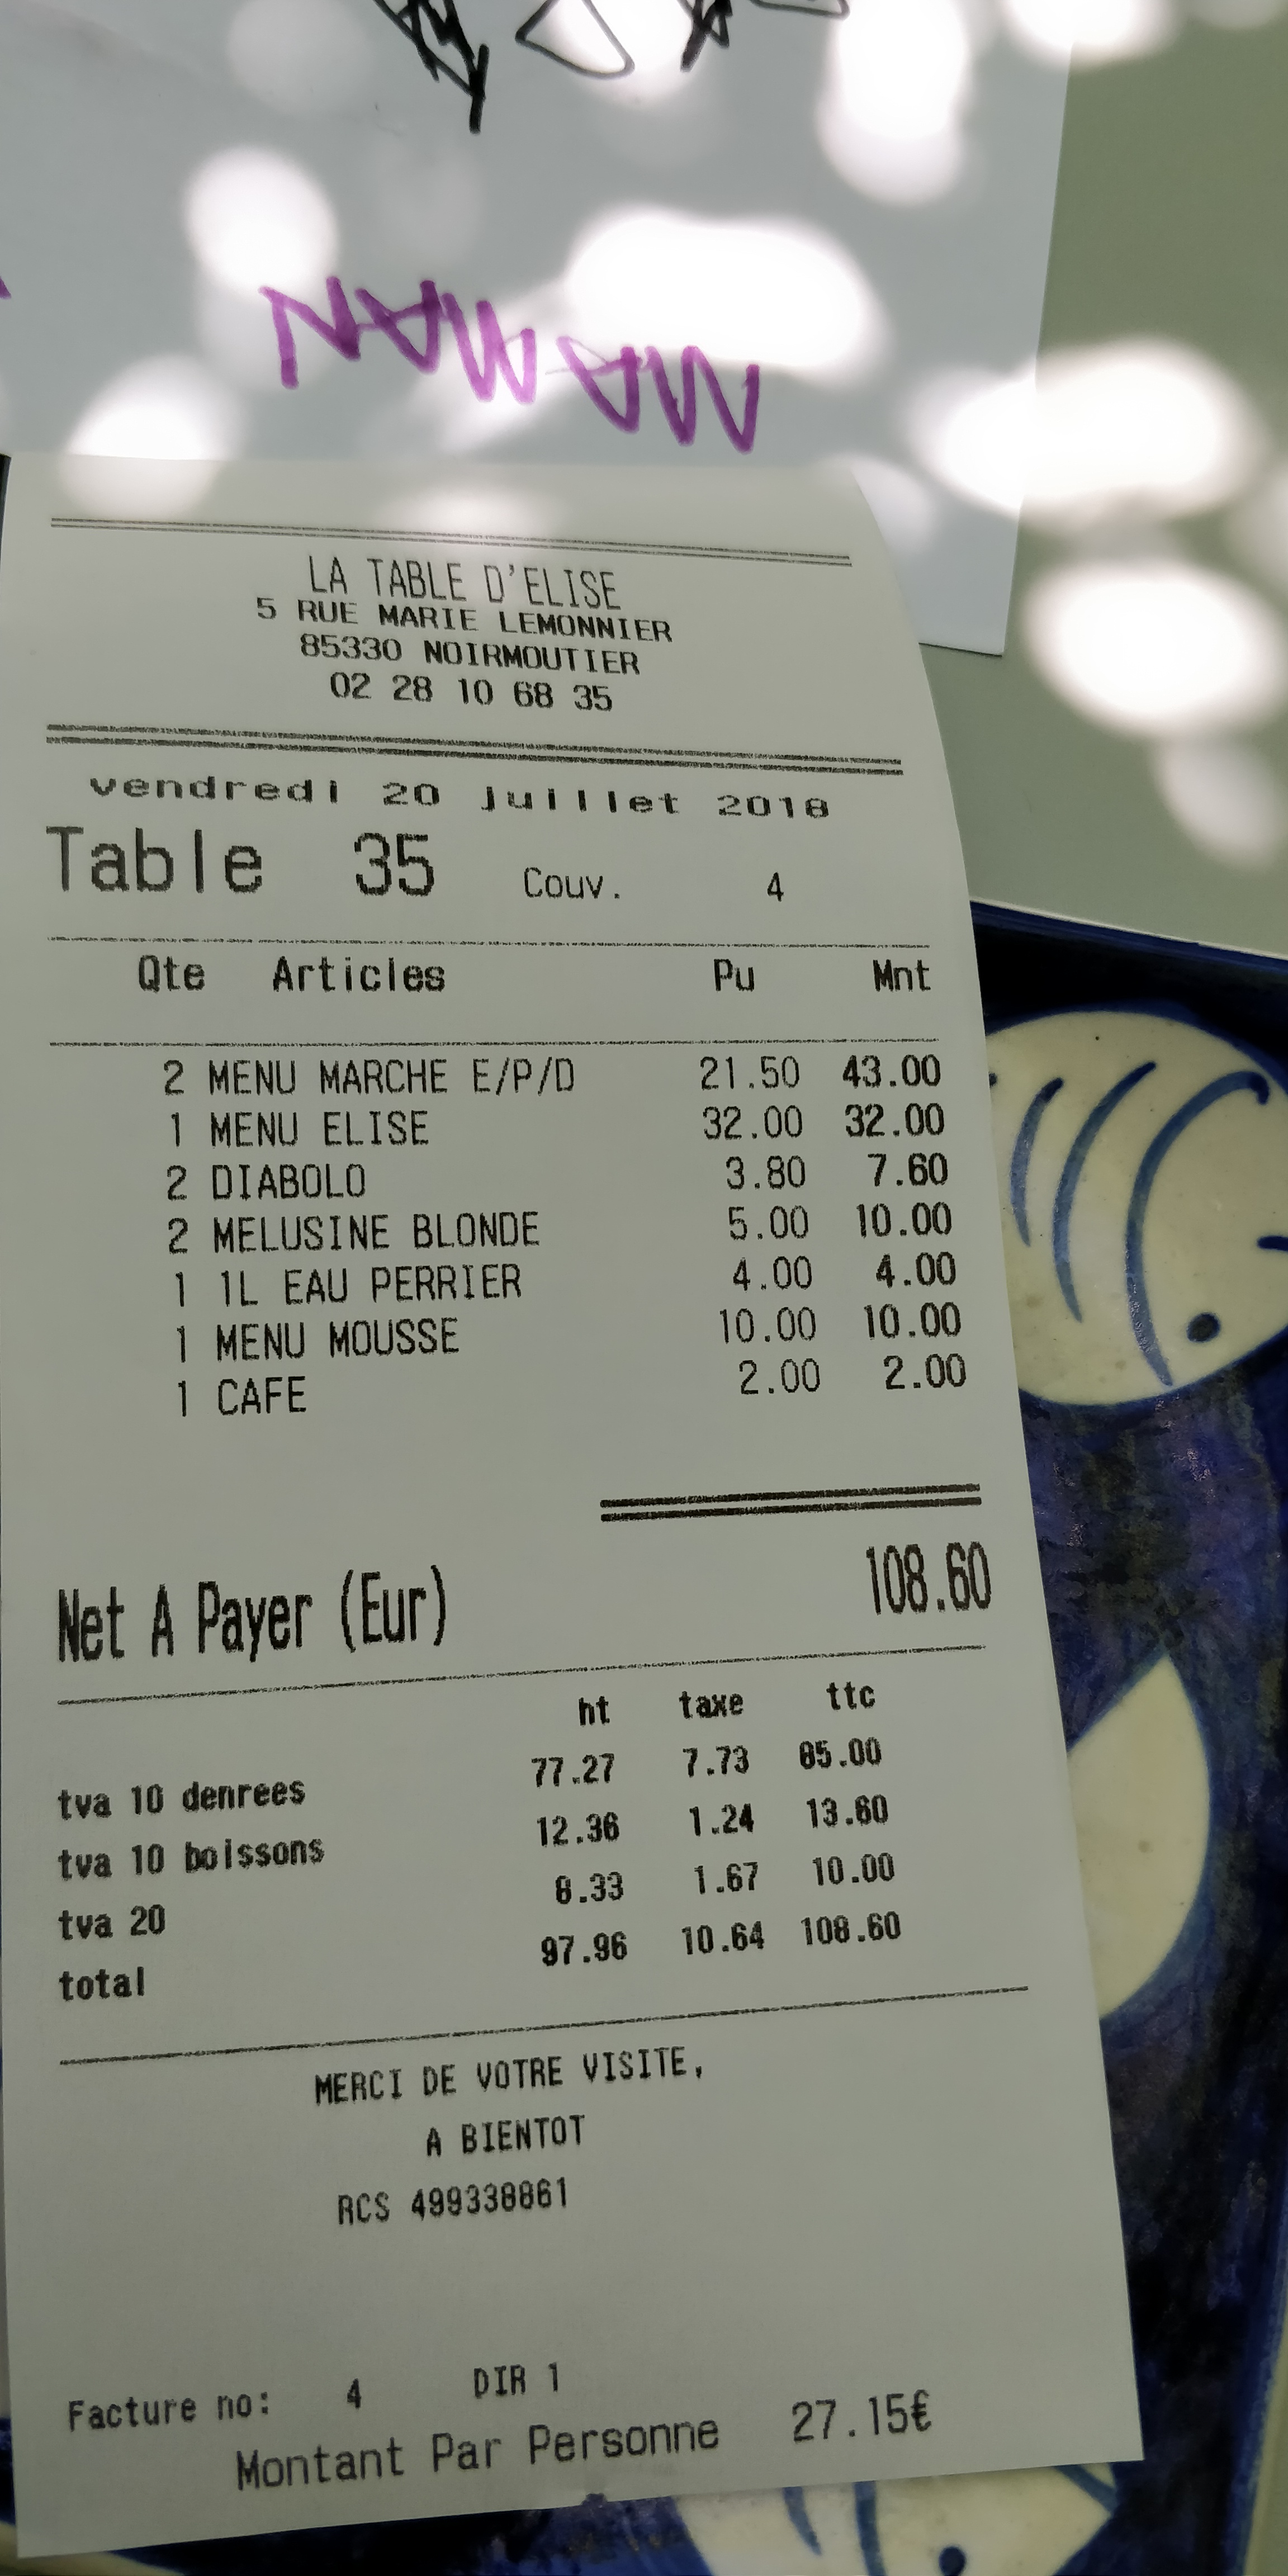 MAMAN
LA TABLE D'ELISE
5 RUE MARIE LEMONNIER
85330 NOIRMOUTIER
02 28 10 68 35
vendredi 20 juillet 2018
Table 35 Couv. 4
Qte Articles Pu Mnt
2 MENU MARCHE E/P/D 21.50 43.00
1 MENU ELISE 32.00 32.00
2 DIABOLO 3.80 7.60
2 MELUSINE BLONDE 5.00 10.00
1 1L EAU PERRIER 4.00 4.00
1 MENU MOUSSE 10.00 10.00
1 CAFE 2.00 2.00
Net A Payer (Eur) 108.60
ht taxe ttc
tva 10 denrees 77.27 7.73 85.00
tva 10 boissons 12.36 1.24 13.60
tva 20 8.33 1.67 10.00
total 97.96 10.64 108.60
MERCI DE VOTRE VISITE,
A BIENTOT
RCS 499338861
Facture no: 4 DIR 1
Montant Par Personne 27.15€